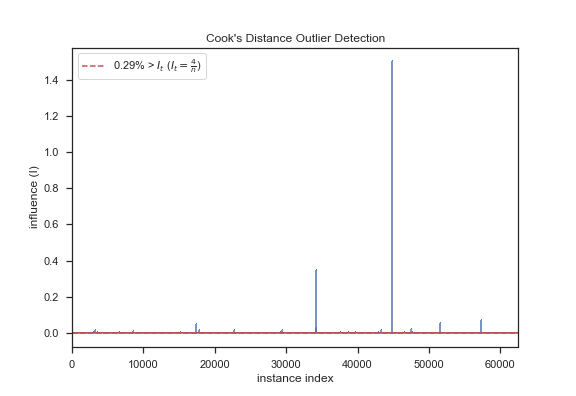 Cook's Distance Outlier Detection
0.29% > I_t (I_t = 4/n)
1.4
1.2
1.0
0.8
0.6
0.4
0.2
0.0
influence (I)
0 10000 20000 30000 40000 50000 60000
instance index